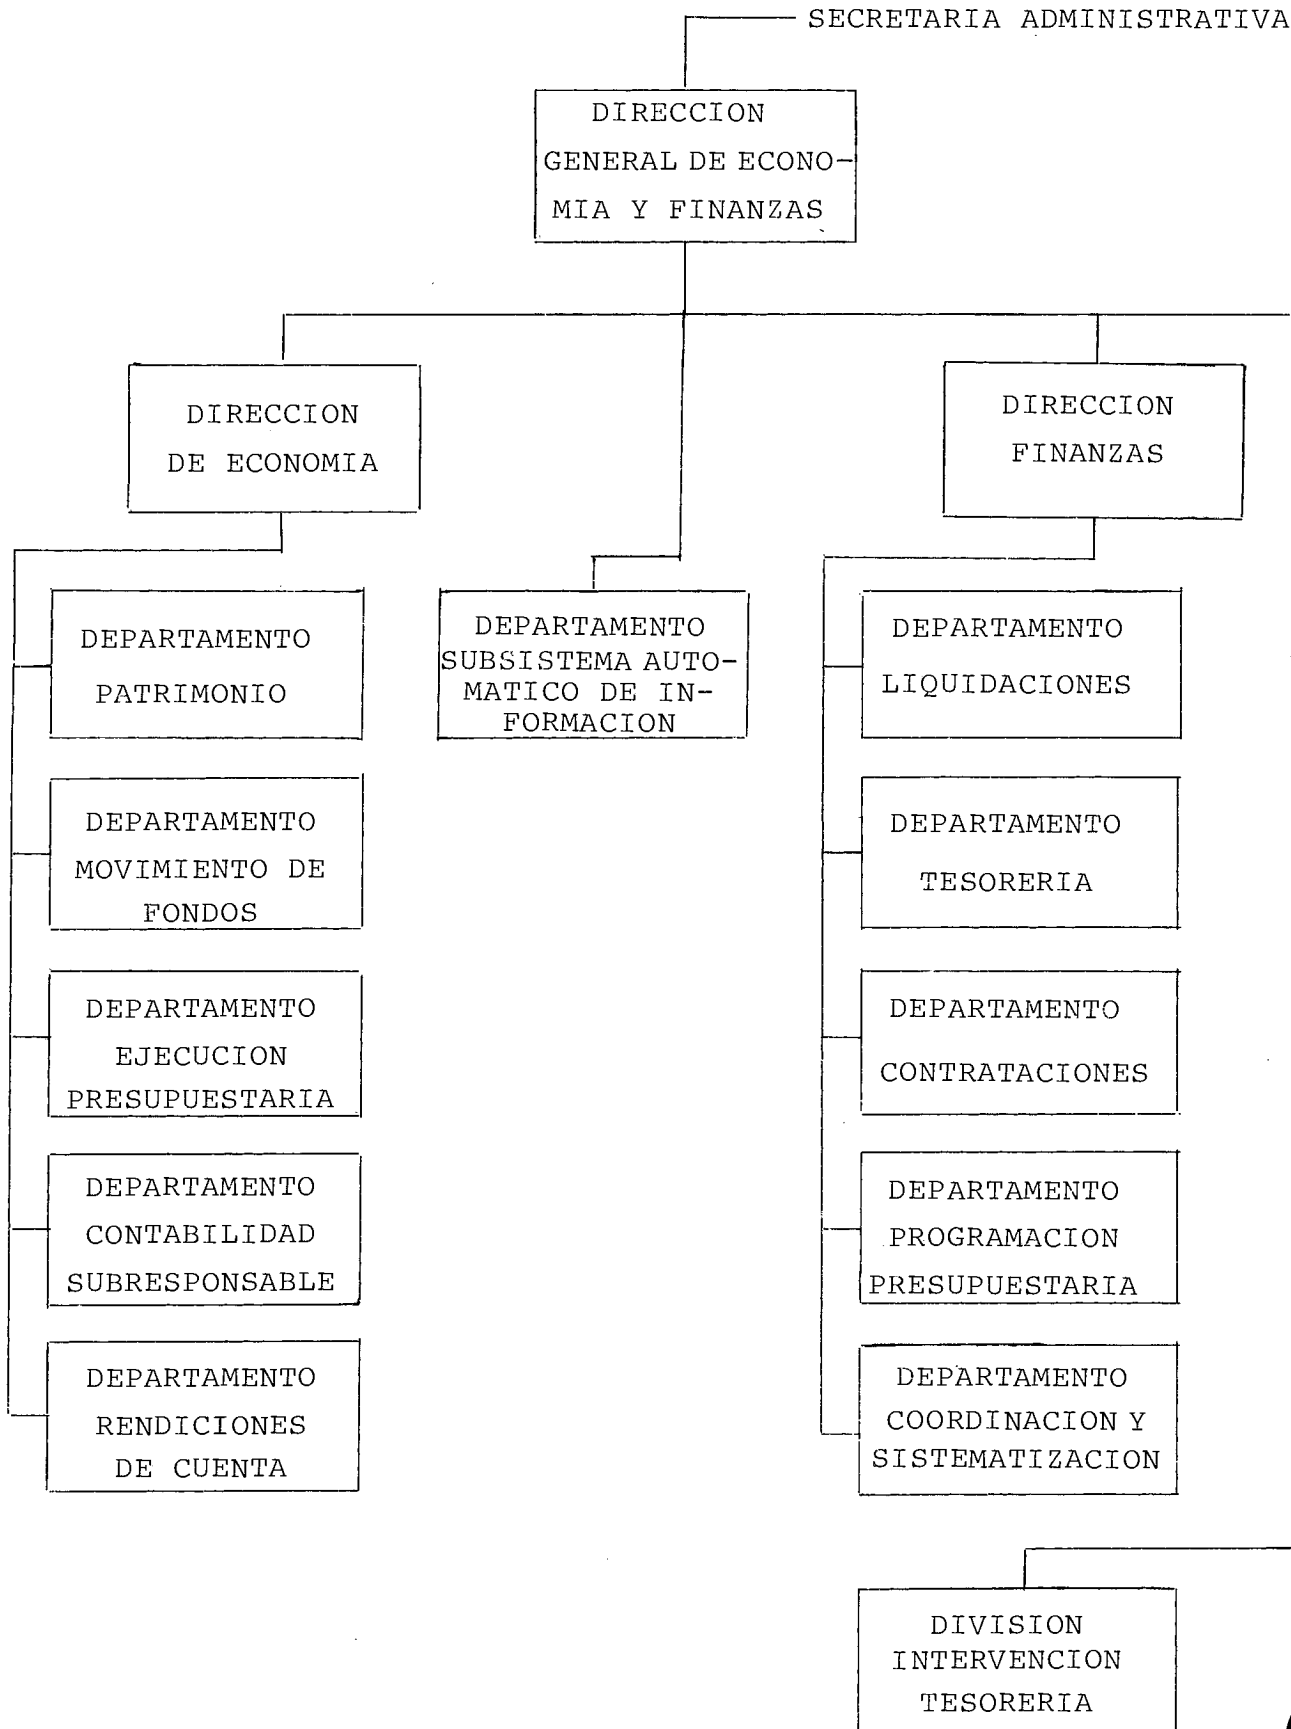 SECRETARIA ADMINISTRATIVA
DIRECCION
GENERAL DE ECONO-
MIA Y FINANZAS
DIRECCION
DE ECONOMIA
DIRECCION
FINANZAS
DEPARTAMENTO
PATRIMONIO
DEPARTAMENTO
SUBSISTEMA AUTO-
MATICO DE IN-
FORMACION
DEPARTAMENTO
LIQUIDACIONES
DEPARTAMENTO
MOVIMIENTO DE
FONDOS
DEPARTAMENTO
TESORERIA
DEPARTAMENTO
EJECUCION
PRESUPUESTARIA
DEPARTAMENTO
CONTRATACIONES
DEPARTAMENTO
CONTABILIDAD
SUBRESPONSABLE
DEPARTAMENTO
PROGRAMACION
PRESUPUESTARIA
DEPARTAMENTO
RENDICIONES
DE CUENTA
DEPARTAMENTO
COORDINACION Y
SISTEMATIZACION
DIVISION
INTERVENCION
TESORERIA